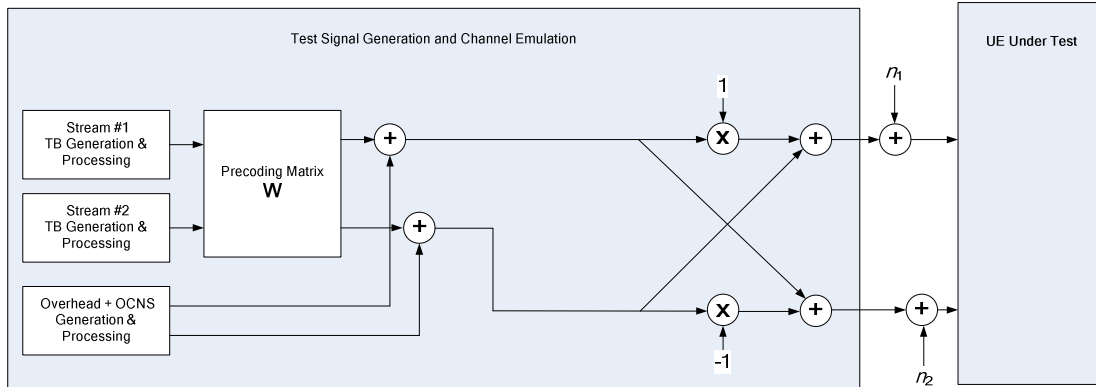 Test Signal Generation and Channel Emulation
UE Under Test
n1
1
Stream #1
TB Generation &
Processing
+
x
+
+
Precoding Matrix
W
Stream #2
TB Generation &
Processing
+
Overhead + OCNS
Generation &
Processing
x
+
+
-1
n2